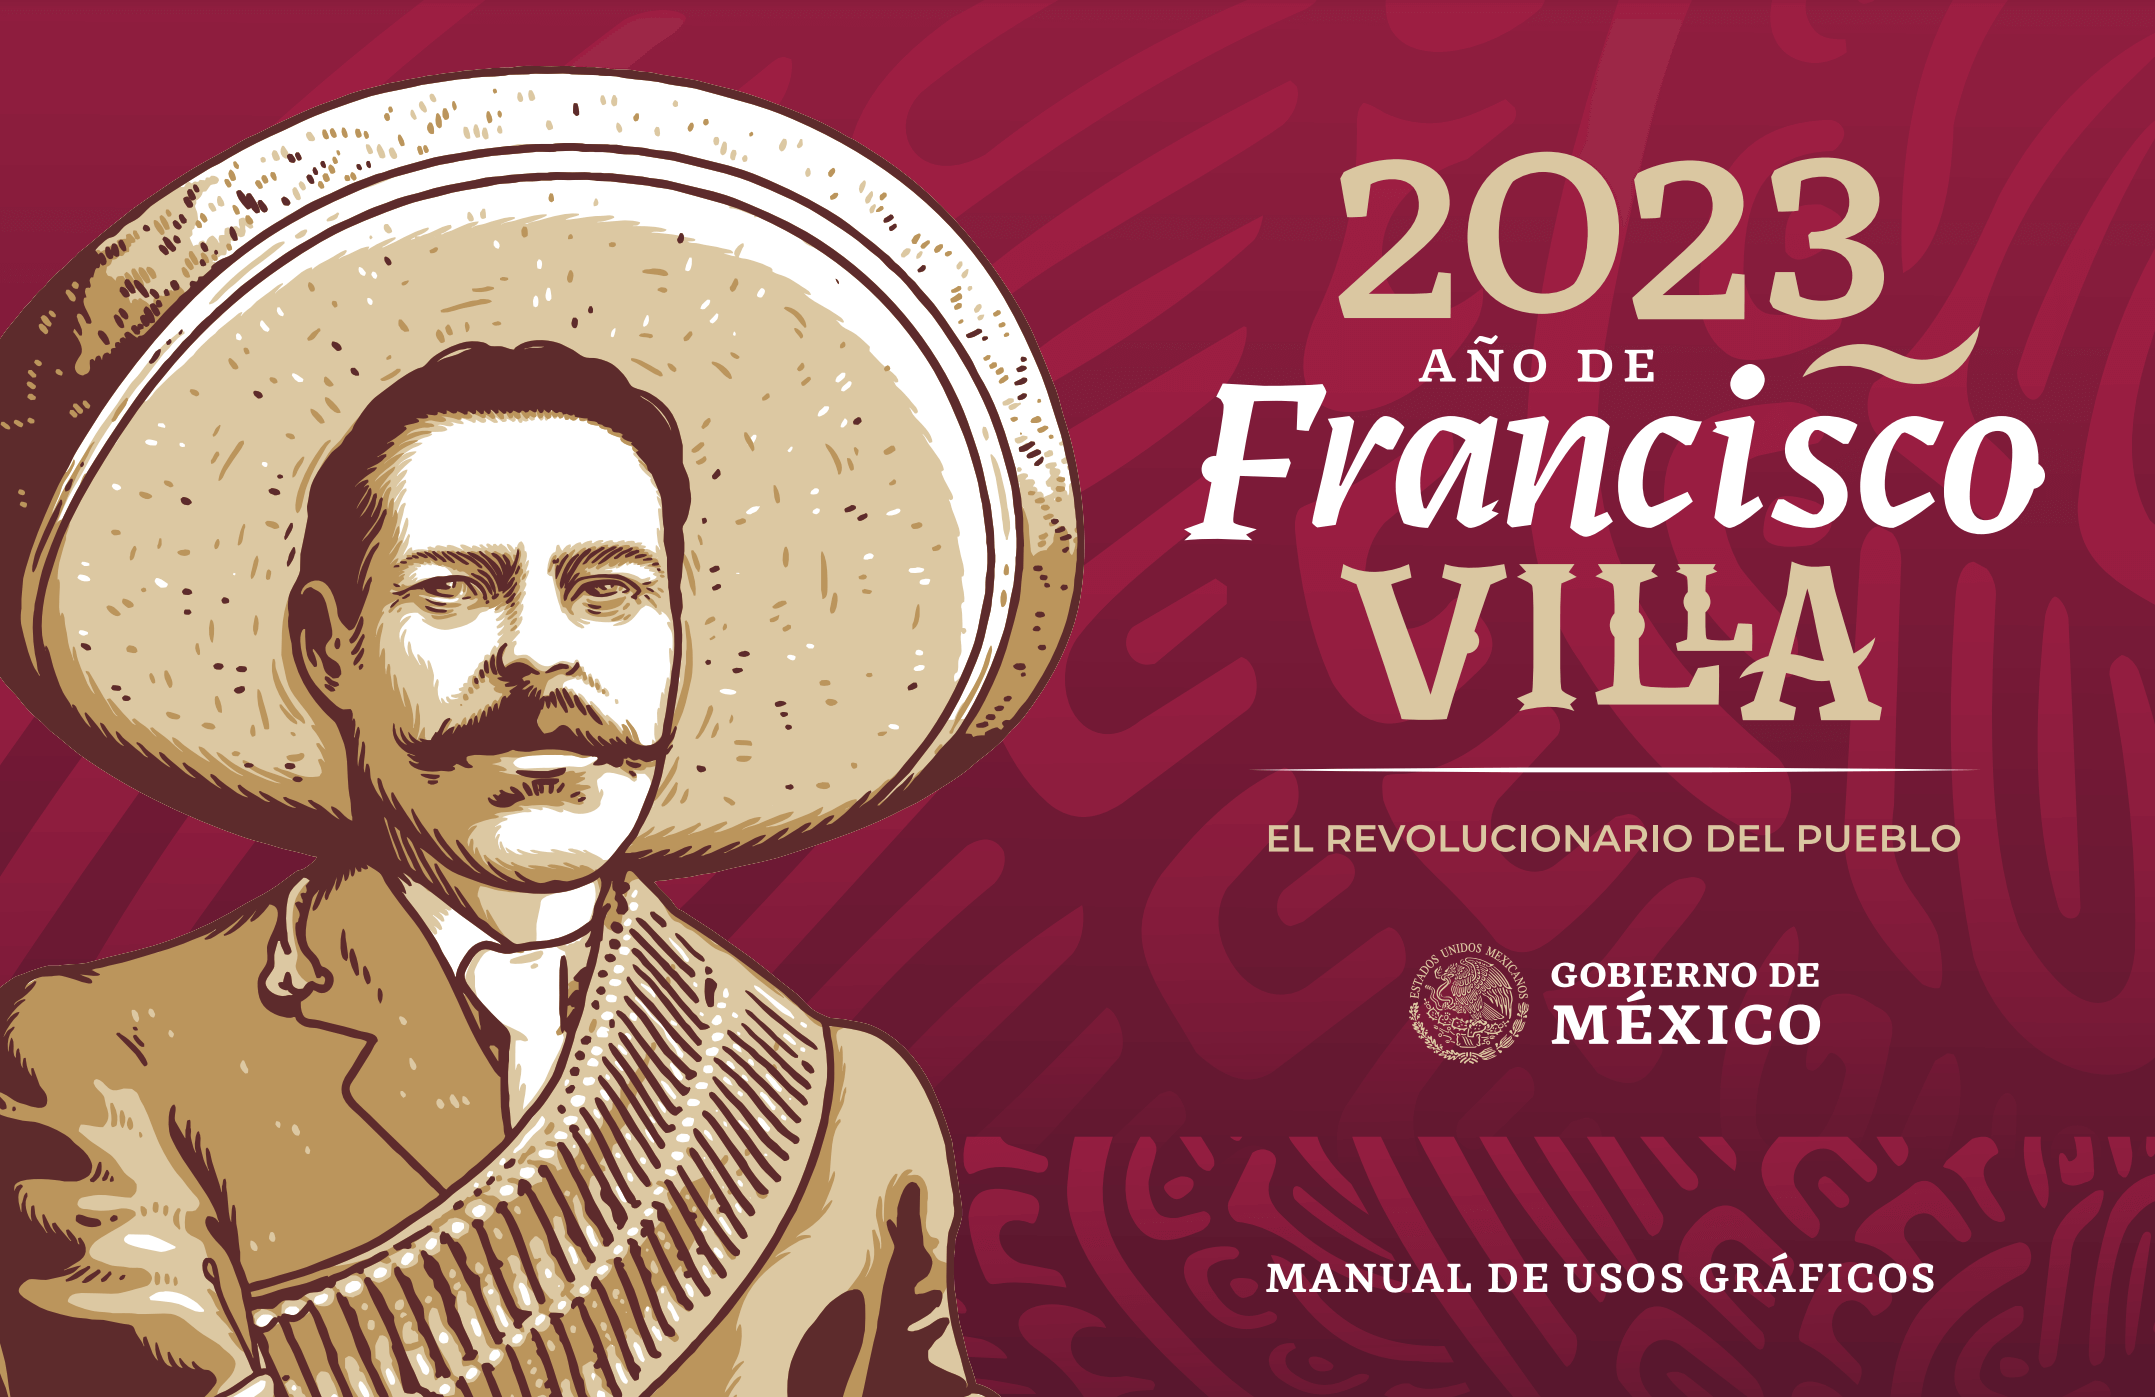 2023
AÑO DE
Francisco
VILLA
EL REVOLUCIONARIO DEL PUEBLO
ESTADOS UNIDOS MEXICANOS
GOBIERNO DE
MÉXICO
MANUAL DE USOS GRÁFICOS